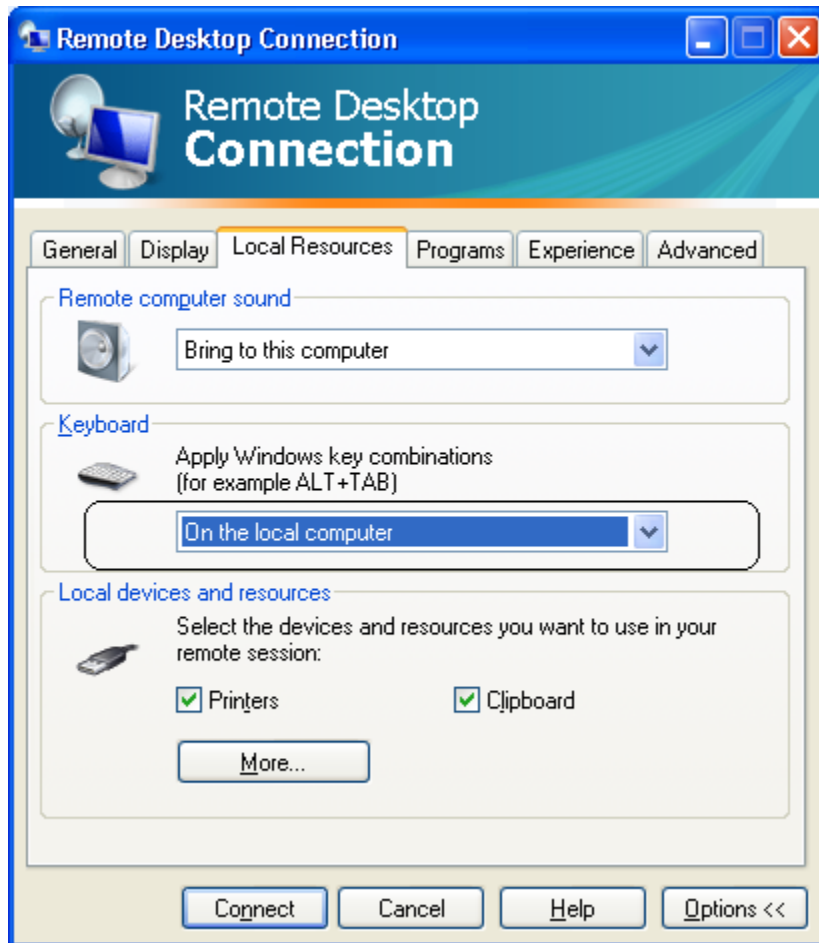 Remote Desktop Connection
Remote Desktop
Connection
General Display Local Resources Programs Experience Advanced
Remote computer sound
Bring to this computer
Keyboard
Apply Windows key combinations
(for example ALT+TAB)
On the local computer
Local devices and resources
Select the devices and resources you want to use in your
remote session:
Printers Clipboard
More...
Connect Cancel Help Options <<